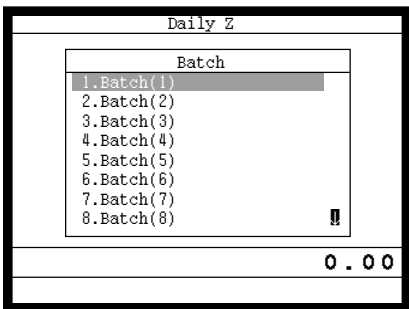 Daily Z
Batch
1.Batch(1)
2.Batch(2)
3.Batch(3)
4.Batch(4)
5.Batch(5)
6.Batch(6)
7.Batch(7)
8.Batch(8)
0.00